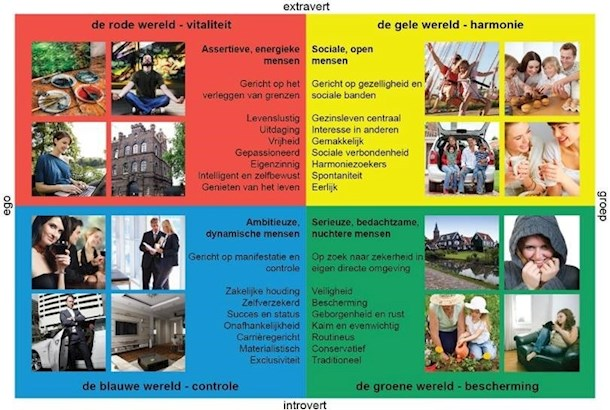 extravert
de rode wereld - vitaliteit
Assertieve, energieke
mensen
Gericht op het
verleggen van grenzen
Levenslustig
Uitdaging
Vrijheid
Gepassioneerd
Eigenzinnig
Intelligent en zelfbewust
Genieten van het leven
de gele wereld - harmonie
Sociale, open
mensen
Gericht op gezelligheid en
sociale banden
Gezinsleven centraal
Interesse in anderen
Gemakkelijk
Sociale verbondenheid
Harmoniezoekers
Spontaniteit
Eerlijk
ego
groep
Ambitieuze,
dynamische mensen
Gericht op manifestatie en
controle
Zakelijke houding
Zelfverzekerd
Succes en status
Onafhankelijkheid
Carrièregericht
Materialistisch
Exclusiviteit
de blauwe wereld - controle
Serieuze, bedachtzame,
nuchtere mensen
Op zoek naar zekerheid in
eigen directe omgeving
Veiligheid
Bescherming
Geborgenheid en rust
Kalm en evenwichtig
Routineus
Conservatief
Traditioneel
de groene wereld - bescherming
introvert